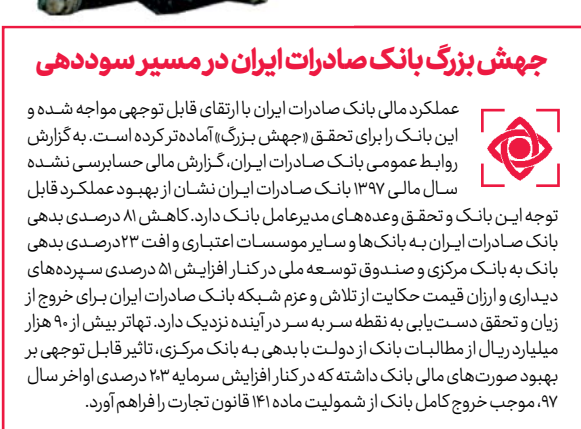 جهش بزرگ بانک صادرات ایران در مسیر سوددهی
عملکرد مالی بانک صادرات ایران با ارتقای قابل توجهی مواجه شده و
این بانک را برای تحقق «جهش بزرگ» آماده‌تر کرده است. به گزارش
روابط عمومی بانک صادرات ایران، گزارش مالی حسابرسی نشده
سال مالی ۱۳۹۷ بانک صادرات ایران نشان از بهبود عملکرد قابل
توجه این بانک و تحقق وعده‌های مدیرعامل بانک دارد. کاهش ۸۱ درصدی بدهی
بانک صادرات ایران به بانک‌ها و سایر موسسات اعتباری و افت ۲۳درصدی بدهی
بانک به بانک مرکزی و صندوق توسعه ملی در کنار افزایش ۵۱ درصدی سپرده‌های
دیداری و ارزان قیمت حکایت از تلاش و عزم شبکه بانک صادرات ایران برای خروج از
زیان و تحقق دست‌یابی به نقطه سر به سر در آینده نزدیک دارد. تهاتر بیش از ۹۰ هزار
میلیارد ریال از مطالبات بانک از دولت با بدهی به بانک مرکزی، تاثیر قابل توجهی بر
بهبود صورت‌های مالی بانک داشته که در کنار افزایش سرمایه ۲۰۳ درصدی اواخر سال
۹۷، موجب خروج کامل بانک از شمولیت ماده ۱۴۱ قانون تجارت را فراهم آورد.